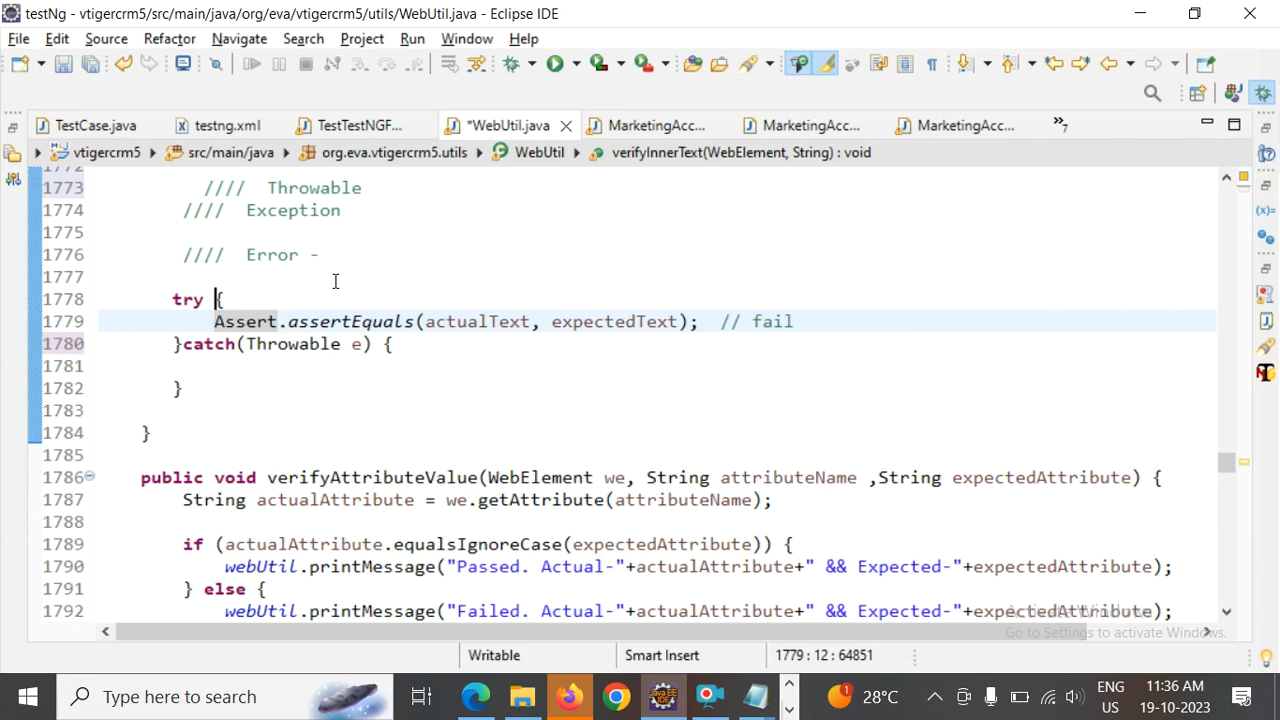 testNg - vtigercrm5/src/main/java/org/eva/vtigercrm5/utils/WebUtil.java - Eclipse IDE
File Edit Source Refactor Navigate Search Project Run Window Help
TestCase.java testng.xml TestTestNGF... *WebUtil.java MarketingAcc... MarketingAcc... MarketingAcc... »7
vtigercrm5 src/main/java org.eva.vtigercrm5.utils WebUtil verifyInnerText(WebElement, String) : void
1772
1773 //// Throwable
1774 //// Exception
1775
1776 //// Error -
1777
1778 try {
1779 Assert.assertEquals(actualText, expectedText); // fail
1780 }catch(Throwable e) {
1781
1782 }
1783
1784 }
1785
1786 public void verifyAttributeValue(WebElement we, String attributeName ,String expectedAttribute) {
1787 String actualAttribute = we.getAttribute(attributeName);
1788
1789 if (actualAttribute.equalsIgnoreCase(expectedAttribute)) {
1790 webUtil.printMessage("Passed. Actual-"+actualAttribute+" && Expected-"+expectedAttribute);
1791 } else {
1792 webUtil.printMessage("Failed. Actual-"+actualAttribute+" && Expected-"+expectedAttribute);
Activate Windows
Go to Settings to activate Windows.
Writable Smart Insert 1779 : 12 : 64851
Type here to search 1 28°C ENG US 11:36 AM 19-10-2023